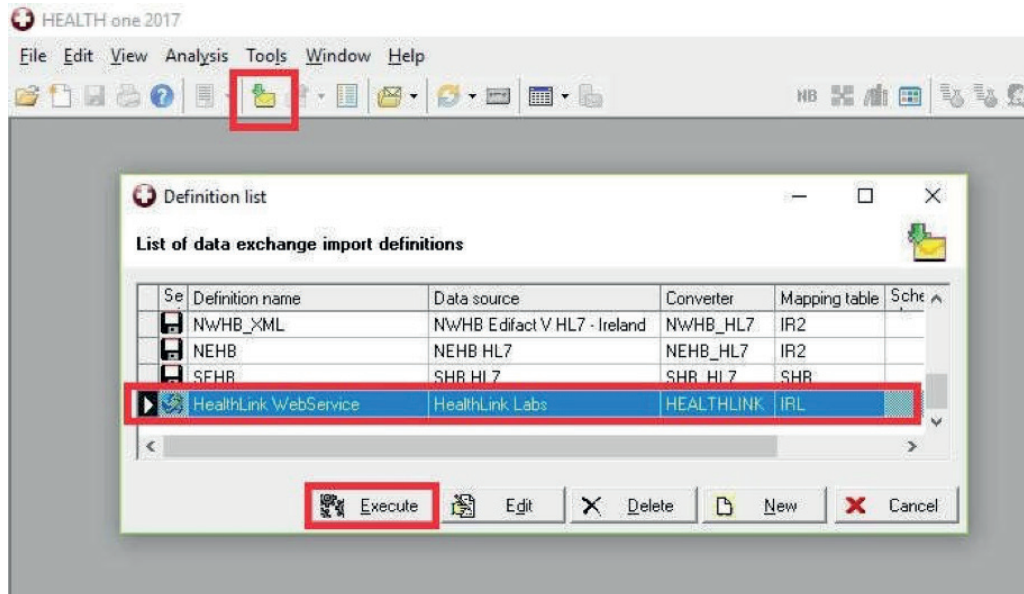 HEALTH one 2017
File Edit View Analysis Tools Window Help
NB
Definition list
List of data exchange import definitions
Se Definition name Data source Converter Mapping table Sche
NWHB_XML NWHB Edifact V HL7 - Ireland NWHB_HL7 IR2
NEHB NEHB HL7 NEHB_HL7 IR2
SEHB SHB HL7 SHB_HL7 SHB
HealthLink WebService HealthLink Labs HEALTHLINK IRL
Execute Edit Delete New Cancel